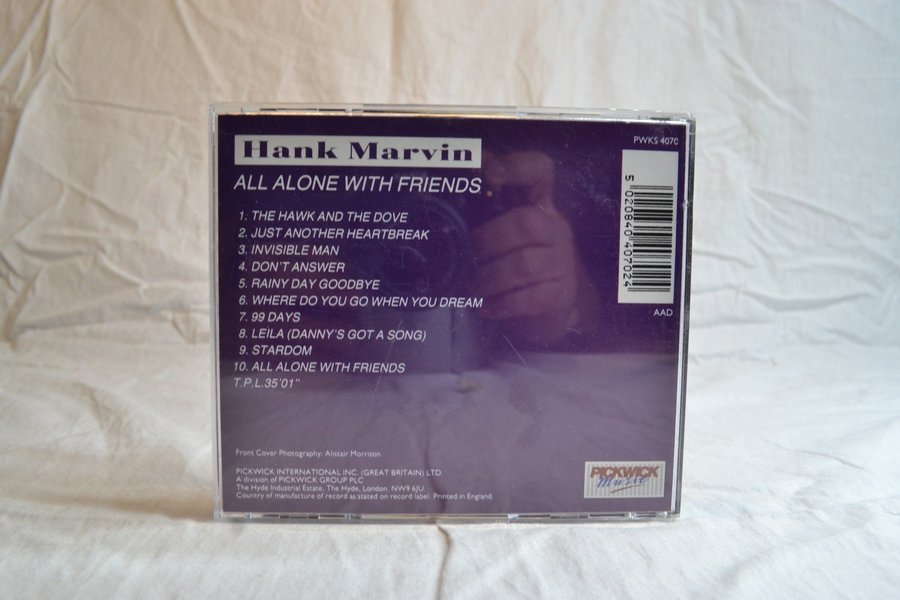 PWKS 4070
Hank Marvin
ALL ALONE WITH FRIENDS
1. THE HAWK AND THE DOVE
2. JUST ANOTHER HEARTBREAK
3. INVISIBLE MAN
4. DON'T ANSWER
5. RAINY DAY GOODBYE
6. WHERE DO YOU GO WHEN YOU DREAM
7. 99 DAYS
8. LEILA (DANNY'S GOT A SONG)
9. STARDOM
10. ALL ALONE WITH FRIENDS
T.P.L.35'01"
5 020840 407024
AAD
Front Cover Photography: Alistair Morrison
PICKWICK INTERNATIONAL INC. (GREAT BRITAIN) LTD.
A division of PICKWICK GROUP PLC
The Hyde Industrial Estate, The Hyde, London, NW9 6JU
Country of manufacture of record as stated on record label. Printed in England.
PICKWICK
Music